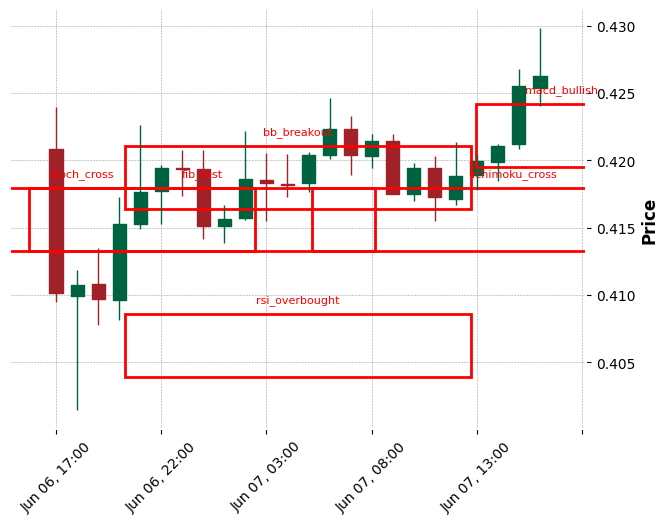 0.430
macd_bullish
0.425
bb_breakout
0.420
stoch_cross
fib_test
ichimoku_cross
0.415
Price
0.410
rsi_overbought
0.405
Jun 06, 17:00
Jun 06, 22:00
Jun 07, 03:00
Jun 07, 08:00
Jun 07, 13:00